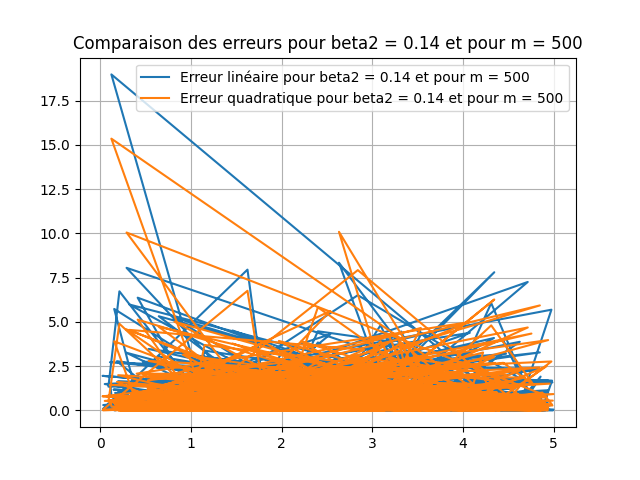 Comparaison des erreurs pour beta2 = 0.14 et pour m = 500
Erreur linéaire pour beta2 = 0.14 et pour m = 500
Erreur quadratique pour beta2 = 0.14 et pour m = 500
17.5
15.0
12.5
10.0
7.5
5.0
2.5
0.0
0 1 2 3 4 5